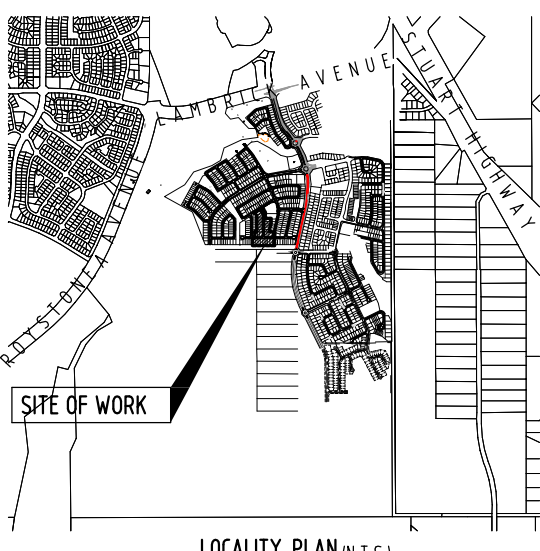 LAMBRICK AVENUE
STUART HIGHWAY
ROYSTONEA AVENUE
SITE OF WORK
LOCALITY PLAN (N.T.S.)